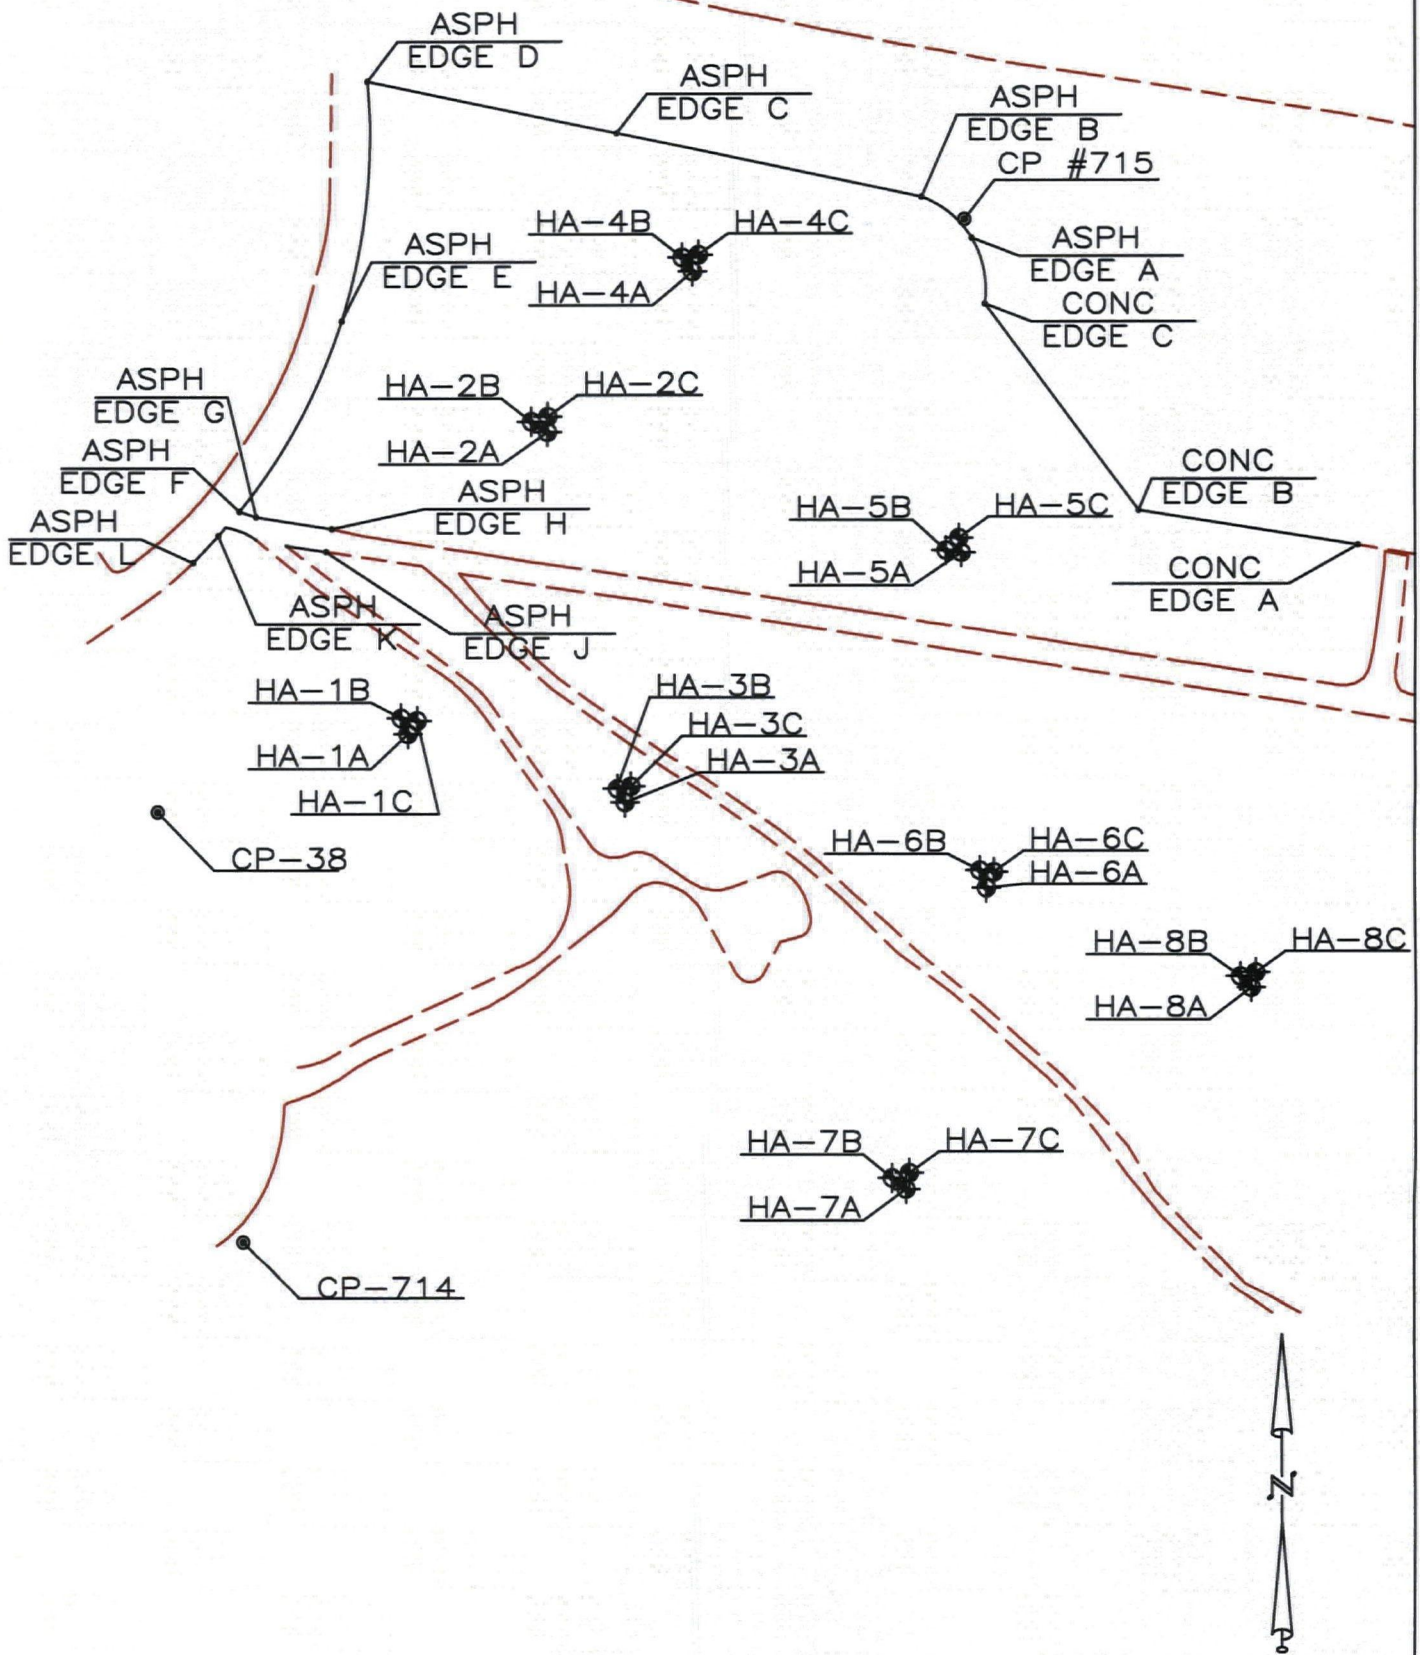 ASPH
EDGE D
ASPH
EDGE C
ASPH
EDGE B
CP #715
HA-4B
HA-4C
ASPH
EDGE E
ASPH
EDGE A
HA-4A
CONC
EDGE C
ASPH
EDGE G
HA-2B
HA-2C
ASPH
EDGE F
HA-2A
CONC
EDGE B
ASPH
EDGE H
HA-5B
HA-5C
ASPH
EDGE L
HA-5A
CONC
EDGE A
ASPH
EDGE K
ASPH
EDGE J
HA-1B
HA-3B
HA-3C
HA-1A
HA-3A
HA-1C
CP-38
HA-6B
HA-6C
HA-6A
HA-8B
HA-8C
HA-8A
HA-7B
HA-7C
HA-7A
CP-714
N